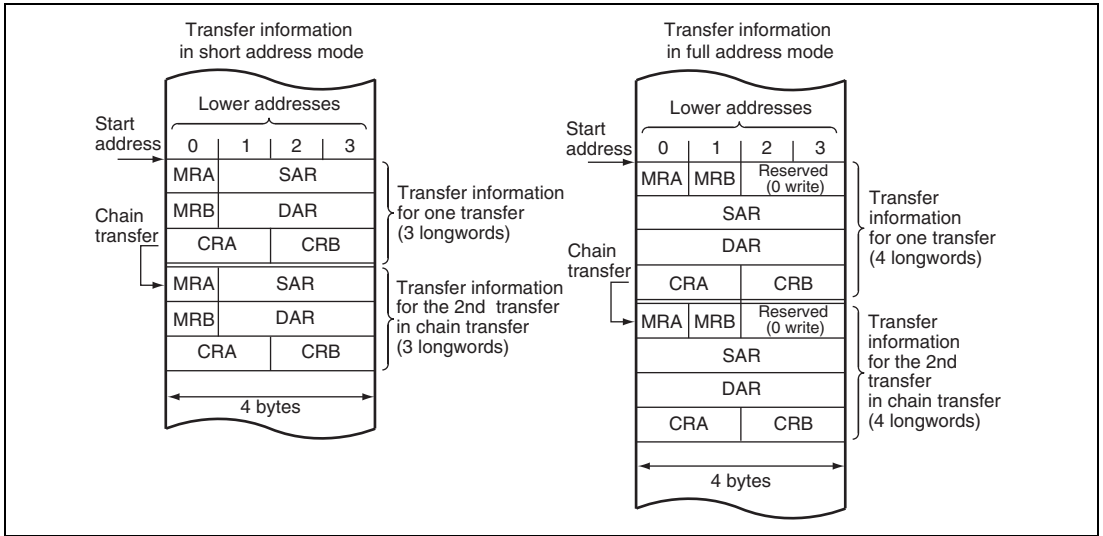 Transfer information
in short address mode
Lower addresses
Start
address
0 1 2 3
MRA SAR
MRB DAR
CRA CRB
Chain
transfer
MRA SAR
MRB DAR
CRA CRB
4 bytes
Transfer information
for one transfer
(3 longwords)
Transfer information
for the 2nd transfer
in chain transfer
(3 longwords)
Transfer information
in full address mode
Lower addresses
Start
address
0 1 2 3
MRA MRB Reserved
(0 write)
SAR
DAR
CRA CRB
Chain
transfer
MRA MRB Reserved
(0 write)
SAR
DAR
CRA CRB
4 bytes
Transfer
information
for one transfer
(4 longwords)
Transfer
information
for the 2nd
transfer
in chain transfer
(4 longwords)